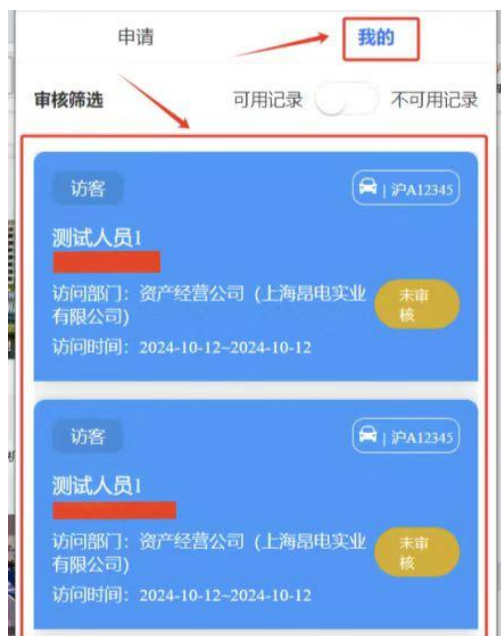 申请 我的
审核筛选 可用记录 不可用记录
访客 | 沪A12345
测试人员1
访问部门：资产经营公司（上海昂电实业
有限公司）
未审
核
访问时间：2024-10-12~2024-10-12
访客 | 沪A12345
测试人员1
访问部门：资产经营公司（上海昂电实业
有限公司）
未审
核
访问时间：2024-10-12~2024-10-12